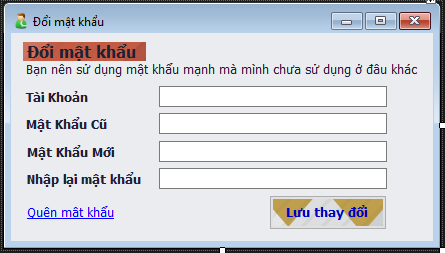 Đổi mật khẩu
Đổi mật khẩu
Bạn nên sử dụng mật khẩu mạnh mà mình chưa sử dụng ở đâu khác
Tài Khoản
Mật Khẩu Cũ
Mật Khẩu Mới
Nhập lại mật khẩu
Quên mât khẩu
Lưu thay đổi